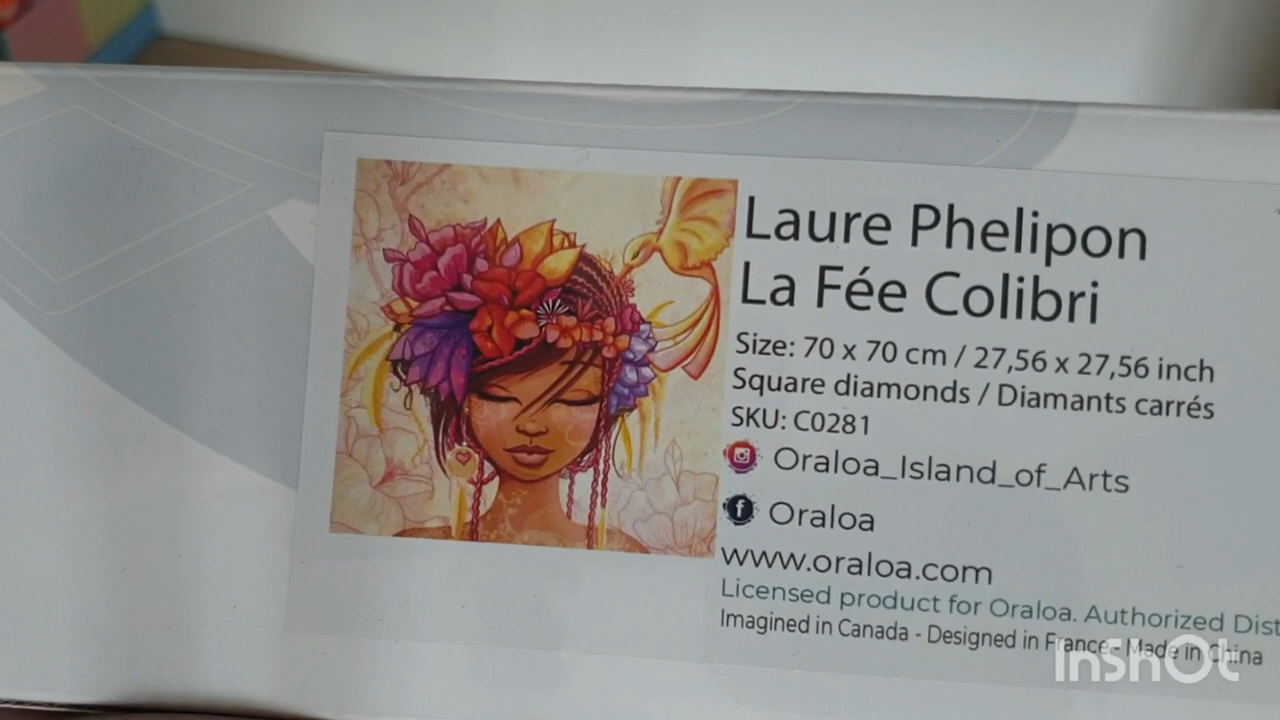 Laure Phelipon
La Fée Colibri
Size: 70 x 70 cm / 27,56 x 27,56 inch
Square diamonds / Diamants carrés
SKU: C0281
Oraloa_Island_of_Arts
f Oraloa
www.oraloa.com
Licensed product for Oraloa. Authorized Dist
Imagined in Canada - Designed in France - Made in China
InShOt